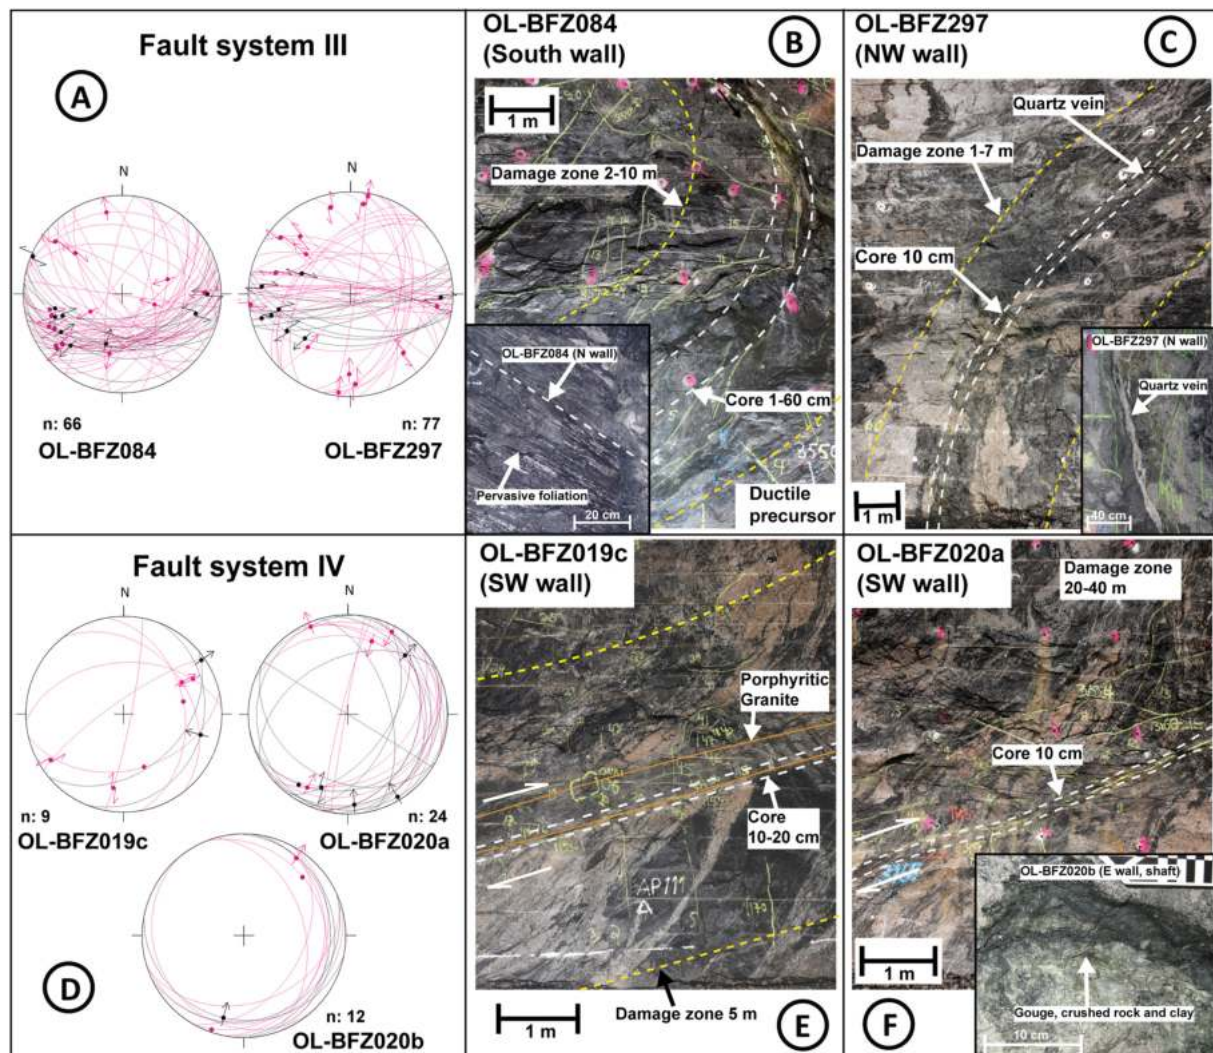 Fault system III
A
N
N
n: 66
OL-BFZ084
n: 77
OL-BFZ297
OL-BFZ084
(South wall)
B
1 m
Damage zone 2-10 m
OL-BFZ084 (N wall)
Pervasive foliation
20 cm
Core 1-60 cm
3550
Ductile
precursor
OL-BFZ297
(NW wall)
C
Quartz vein
Damage zone 1-7 m
Core 10 cm
1 m
OL-BFZ297 (N wall)
Quartz vein
40 cm
Fault system IV
N
N
n: 9
OL-BFZ019c
n: 24
OL-BFZ020a
D
n: 12
OL-BFZ020b
OL-BFZ019c
(SW wall)
Porphyritic
Granite
Core
10-20 cm
AP111
1 m
Damage zone 5 m
E
OL-BFZ020a
(SW wall)
Damage zone
20-40 m
Core 10 cm
1 m
OL-BFZ020b (E wall, shaft)
Gouge, crushed rock and clay
10 cm
F